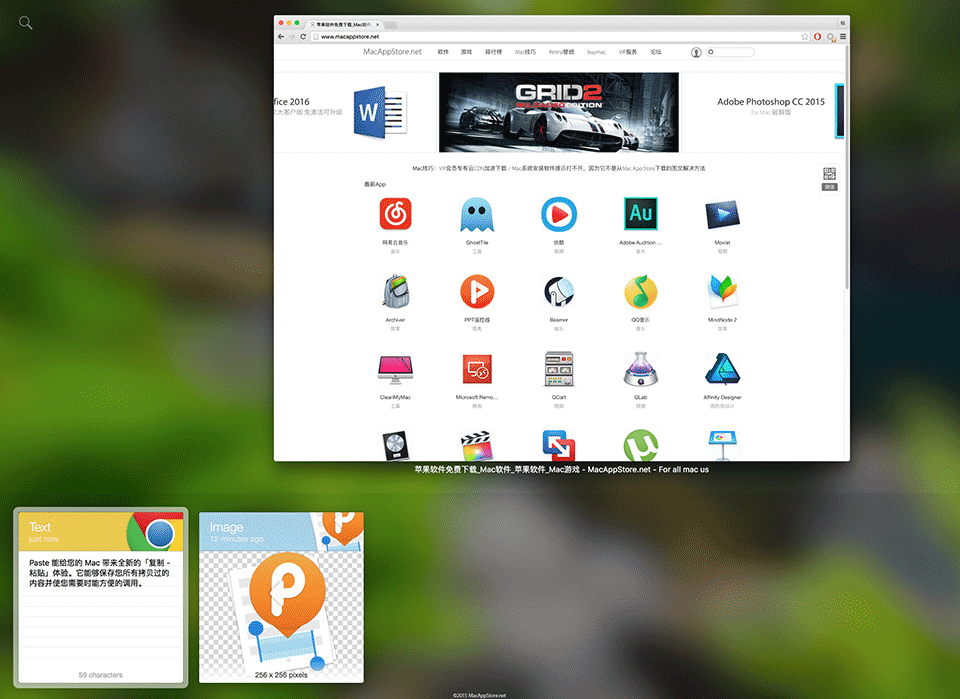 苹果软件免费下载_Mac软件
www.macappstore.net
MacAppStore.net 软件 游戏 排行榜 Mac技巧 Retina壁纸 buymac VIP服务 论坛
ffice 2016
大客户版 免激活可升级
W
GRID2
RELOADED EDITION
Adobe Photoshop CC 2015
for Mac 破解版
Mac技巧: VIP会员专有云CDN加速下载 / Mac系统安装软件提示打不开，因为它不是从Mac App Store下载的图文解决方法
微信
最新App
Au
网易云音乐 GhostTile 优酷 Adobe Audition ... Movist
音乐 工具 视频 音乐 视频
Archiver PPT遥控器 Beamer QQ音乐 MindNode 2
效率 商务 娱乐 音乐 效率
CleanMyMac Microsoft Remo... QCart QLab Affinity Designer
工具 商务 视频 视频 图形和设计
苹果软件免费下载_Mac软件_苹果软件_Mac游戏 - MacAppStore.net - For all mac us
Text
just now
Paste 能给您的 Mac 带来全新的「复制 -
粘贴」体验。它能够保存您所有拷贝过的
内容并使您需要时能方便的调用。
59 characters
Image
12 minutes ago
256 x 256 pixels
©2015 MacAppStore.net